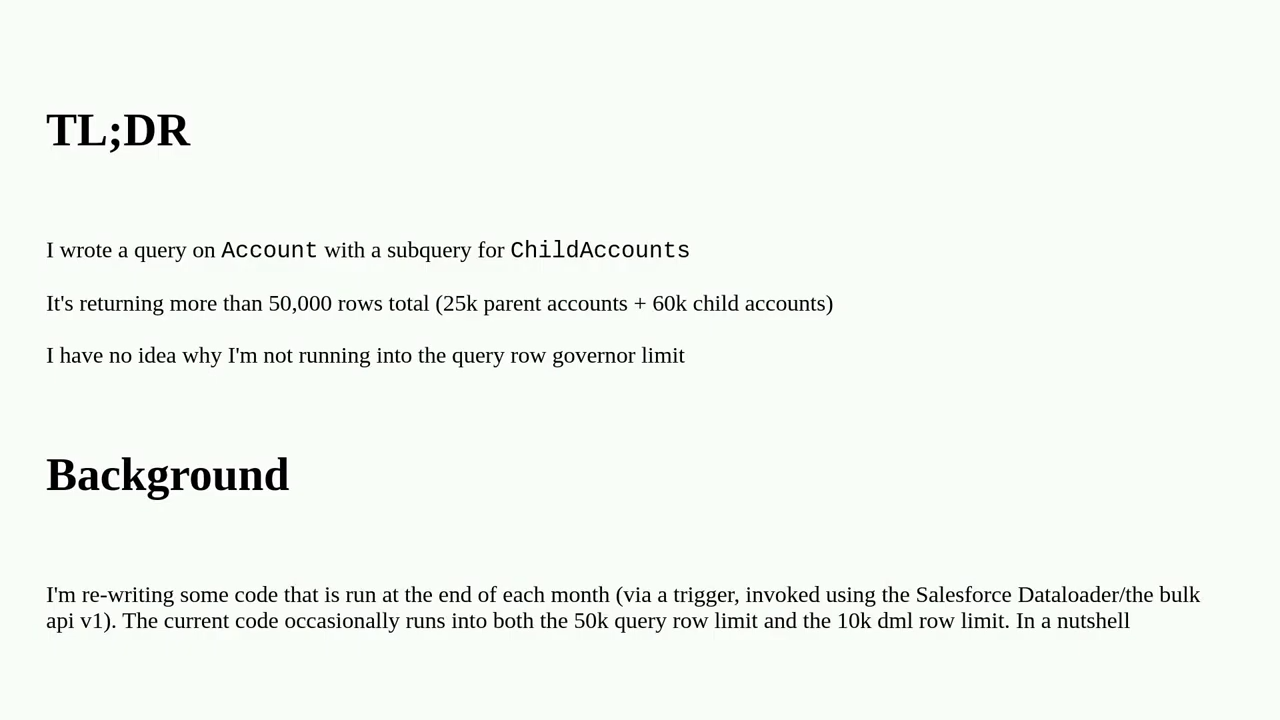 TL;DR
I wrote a query on Account with a subquery for ChildAccounts
It's returning more than 50,000 rows total (25k parent accounts + 60k child accounts)
I have no idea why I'm not running into the query row governor limit
Background
I'm re-writing some code that is run at the end of each month (via a trigger, invoked using the Salesforce Dataloader/the bulk
api v1). The current code occasionally runs into both the 50k query row limit and the 10k dml row limit. In a nutshell